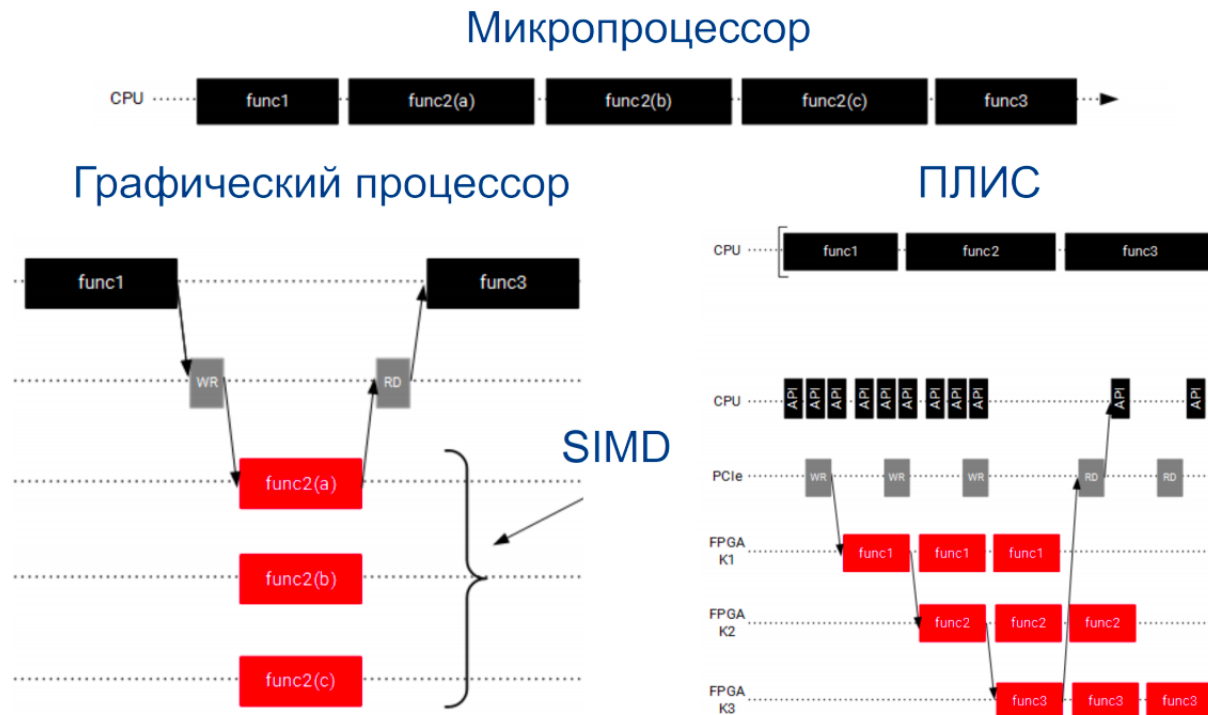 Микропроцессор
CPU func1 func2(a) func2(b) func2(c) func3
Графический процессор
func1 func3
WR RD
func2(a)
func2(b)
func2(c)
SIMD
ПЛИС
CPU func1 func2 func3
CPU API API API API API API API API API API API
PCIe WR WR WR RD RD
FPGA
K1
func1 func1 func1
FPGA
K2
func2 func2 func2
FPGA
K3
func3 func3 func3